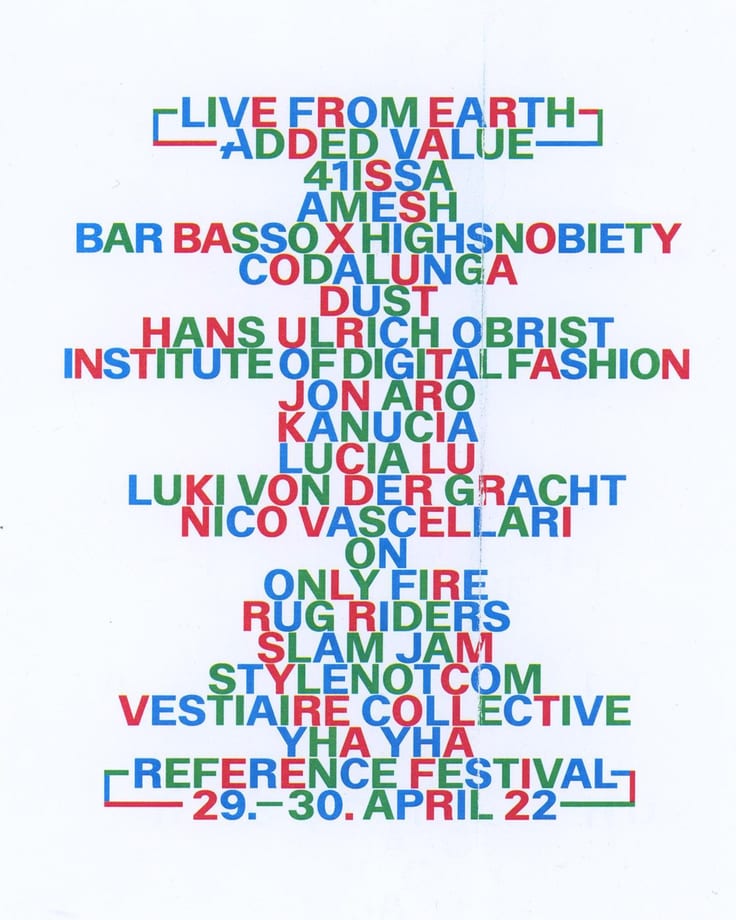 LIVE FROM EARTH
ADDED VALUE
41ISSA
AMESH
BAR BASSO X HIGHSNOBIETY
CODALUNGA
DUST
HANS ULRICH OBRIST
INSTITUTE OF DIGITAL FASHION
JON ARO
KANUCIA
LUCIA LU
LUKI VON DER GRACHT
NICO VASCELLARI
ON
ONLY FIRE
RUG RIDERS
SLAM JAM
STYLENOTCOM
VESTIAIRE COLLECTIVE
YHA YHA
REFERENCE FESTIVAL
29.–30. APRIL 22